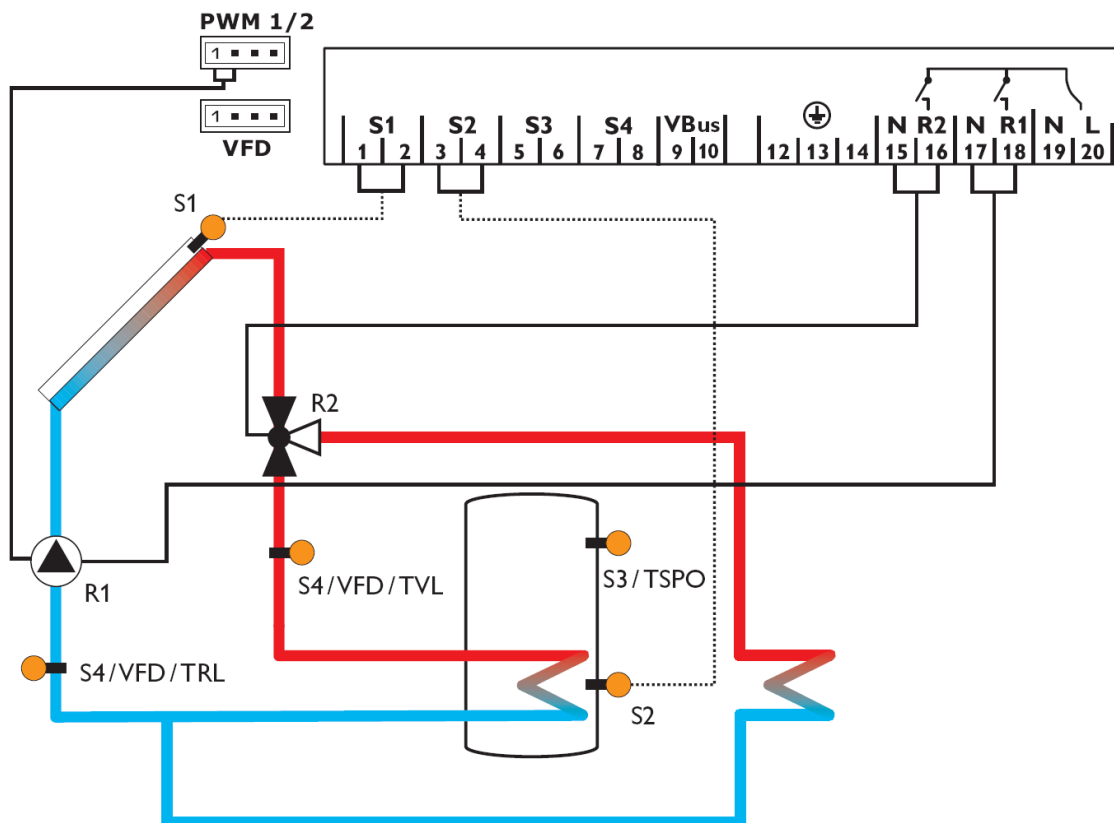 PWM 1/2
1
1
VFD
S1 S2 S3 S4 VBus N R2 N R1 N L
1 2 3 4 5 6 7 8 9 10 12 13 14 15 16 17 18 19 20
S1
R2
S4/VFD/TVL
S3/TSPO
R1
S4/VFD/TRL
S2